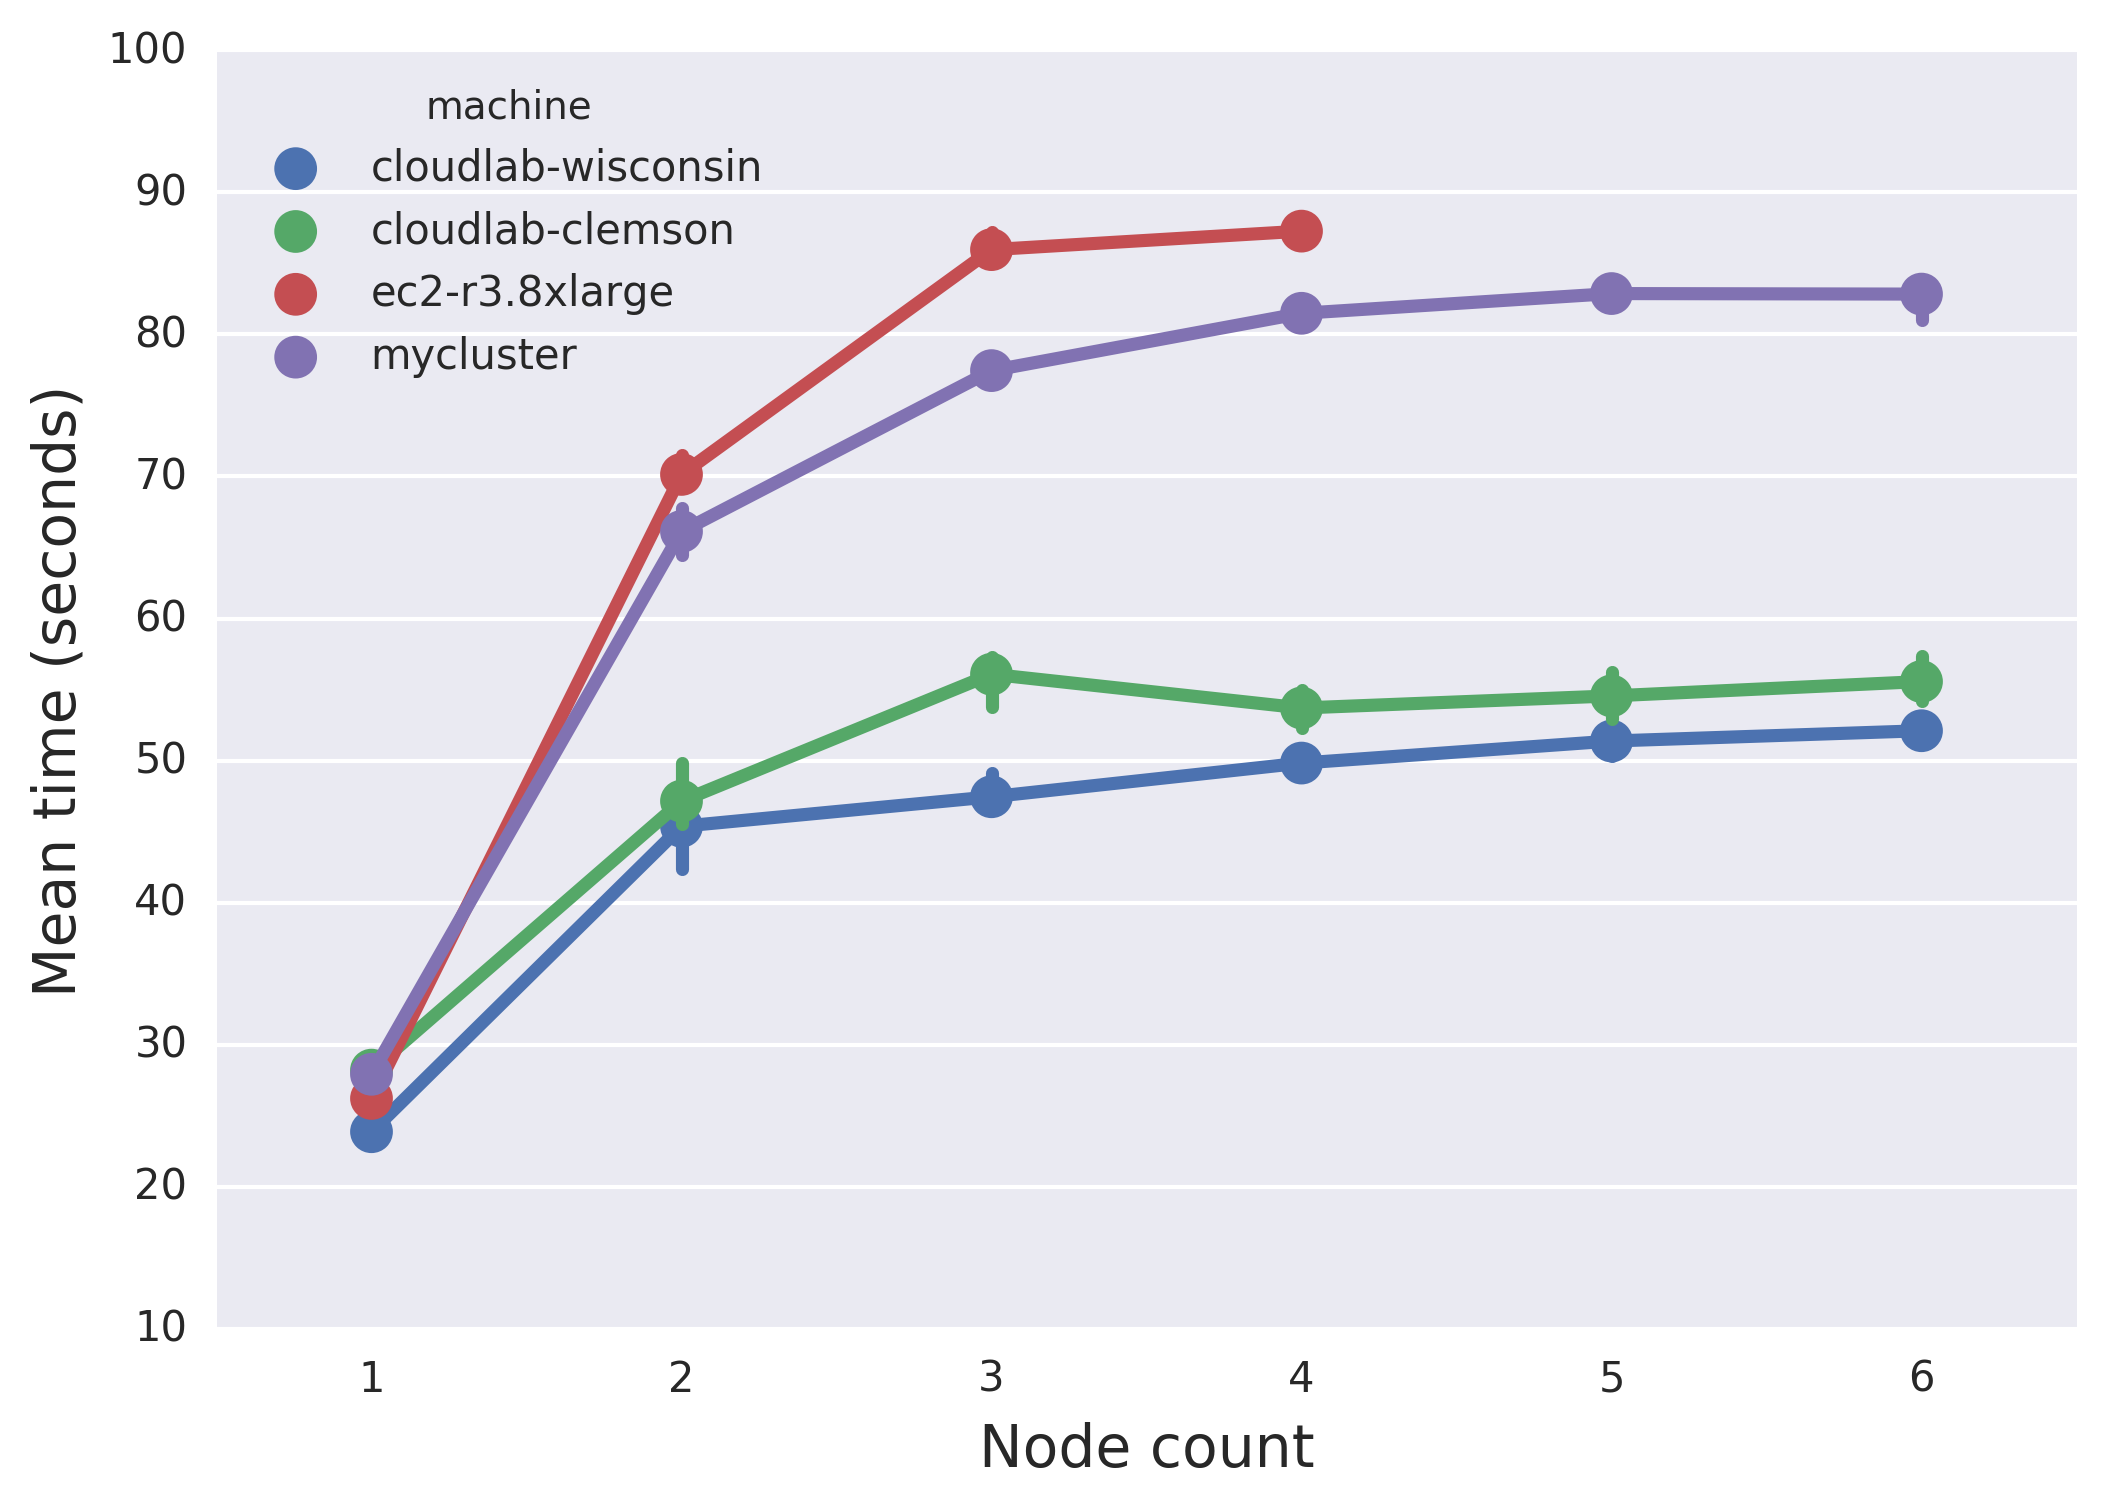 100
90
80
70
60
50
40
30
20
10
Mean time (seconds)
machine
cloudlab-wisconsin
cloudlab-clemson
ec2-r3.8xlarge
mycluster
1 2 3 4 5 6
Node count